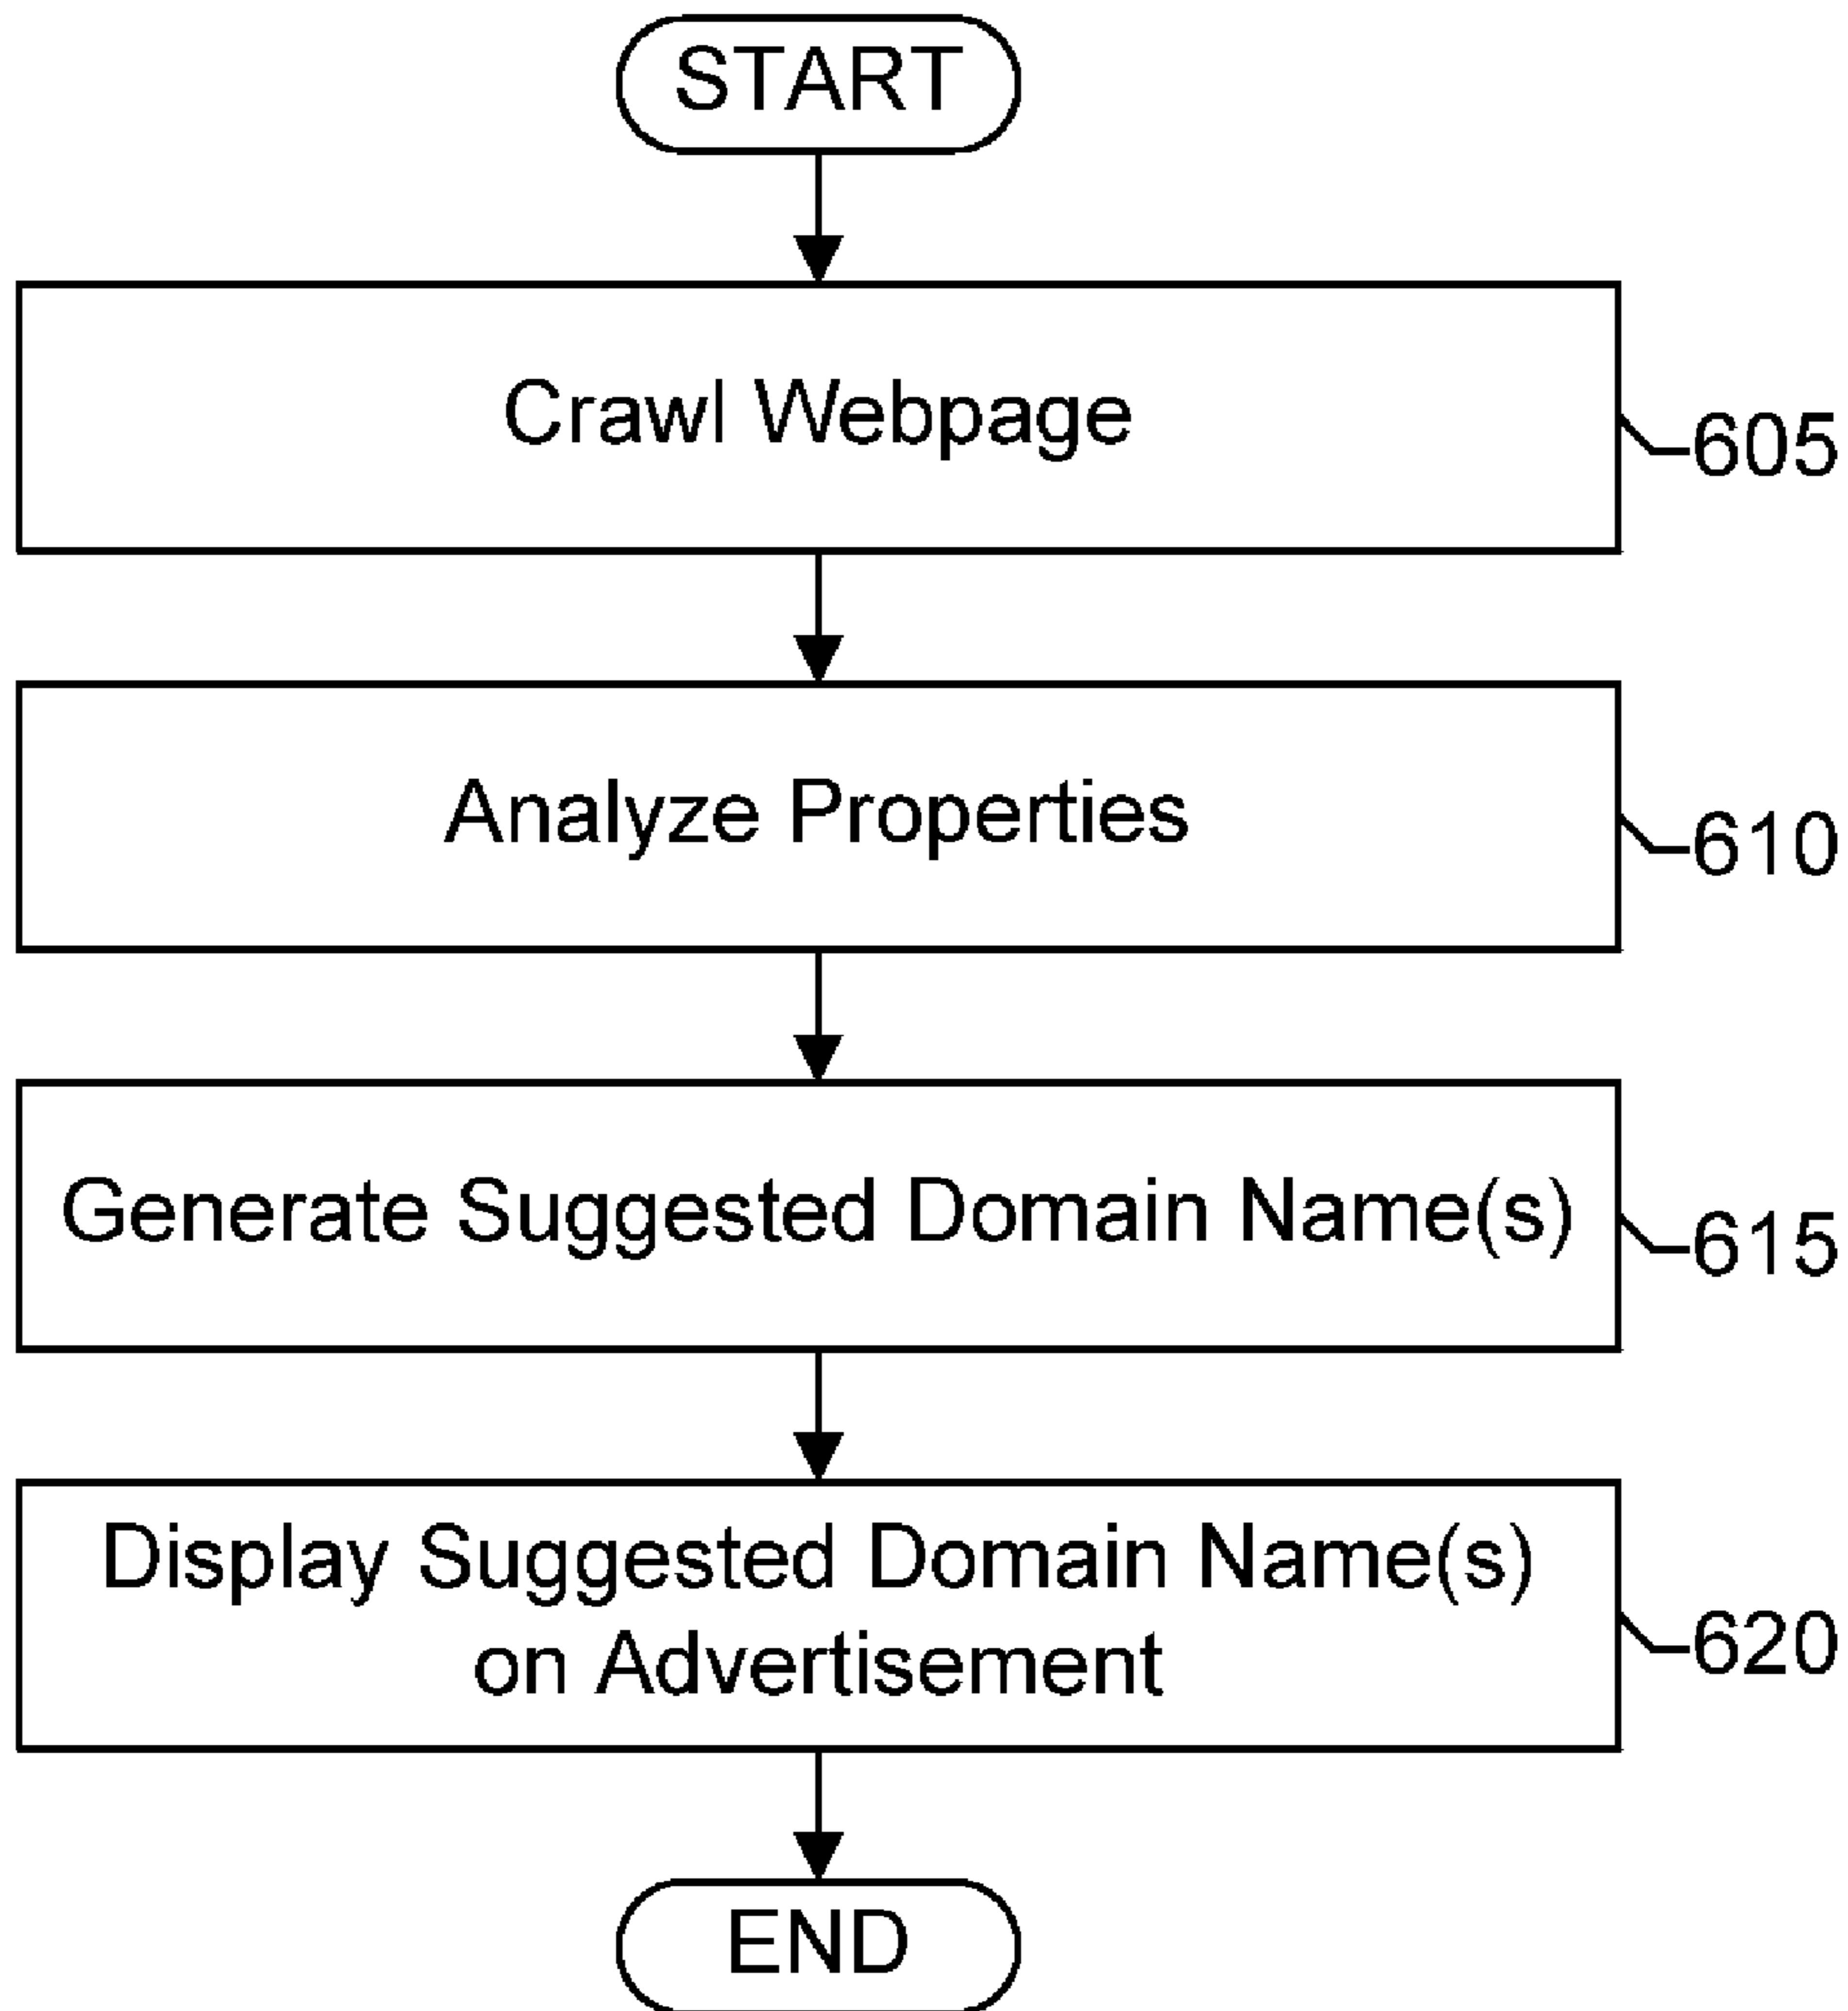 START
Crawl Webpage
605
Analyze Properties
610
Generate Suggested Domain Name(s)
615
Display Suggested Domain Name(s)
on Advertisement
620
END